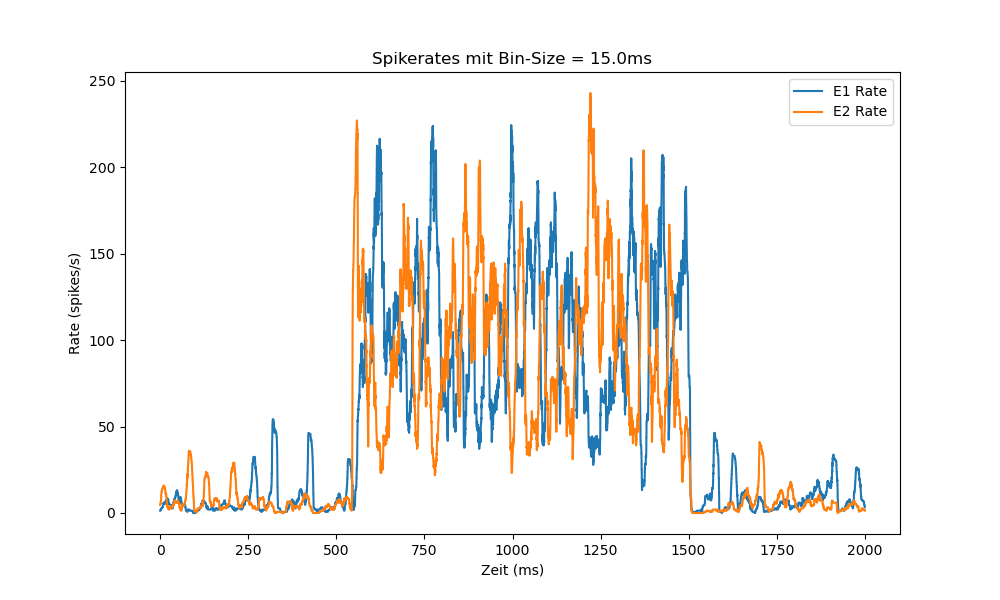 Spikerates mit Bin-Size = 15.0ms
E1 Rate
E2 Rate
250
200
150
100
50
0
Rate (spikes/s)
0 250 500 750 1000 1250 1500 1750 2000
Zeit (ms)